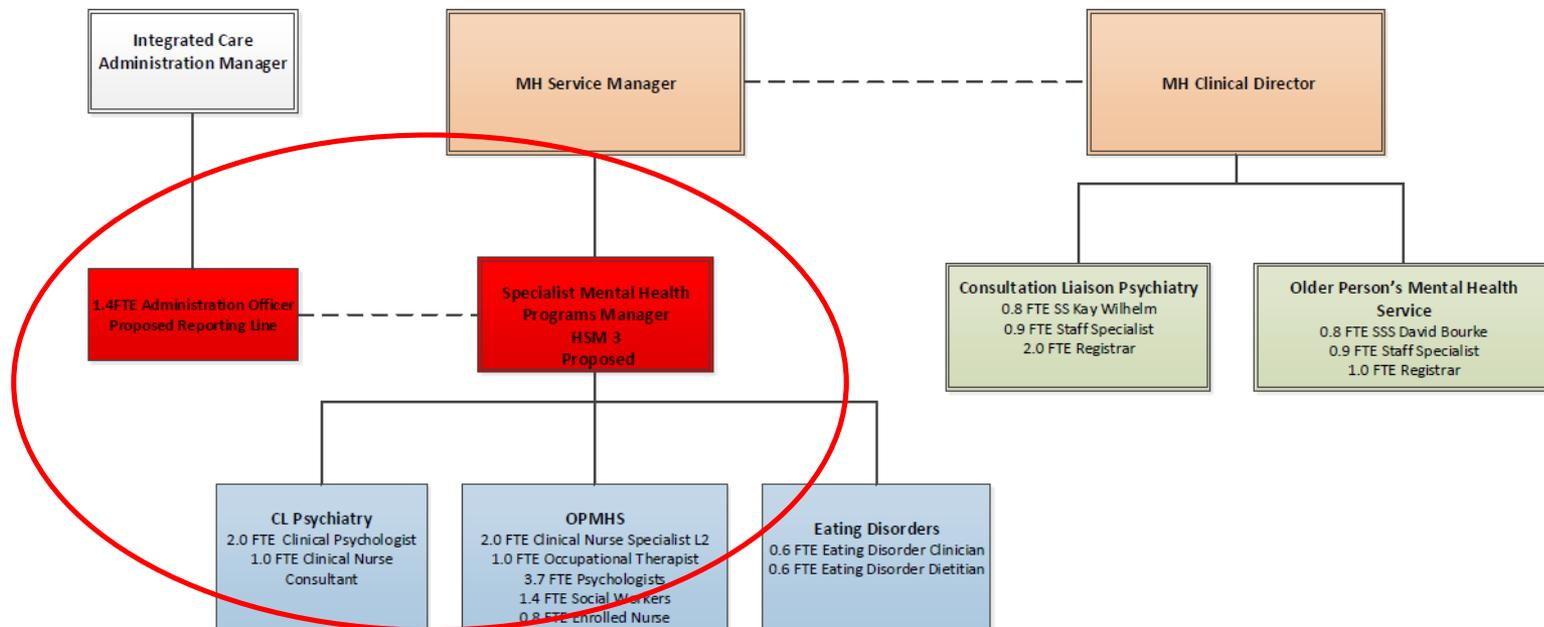 Integrated Care
Administration Manager
MH Service Manager
MH Clinical Director
1.4FTE Administration Officer
Proposed Reporting Line
Specialist Mental Health
Programs Manager
HSM 3
Proposed
Consultation Liaison Psychiatry
0.8 FTE SS Kay Wilhelm
0.9 FTE Staff Specialist
2.0 FTE Registrar
Older Person's Mental Health
Service
0.8 FTE SSS David Bourke
0.9 FTE Staff Specialist
1.0 FTE Registrar
CL Psychiatry
2.0 FTE Clinical Psychologist
1.0 FTE Clinical Nurse
Consultant
OPMHS
2.0 FTE Clinical Nurse Specialist L2
1.0 FTE Occupational Therapist
3.7 FTE Psychologists
1.4 FTE Social Workers
0.8 FTE Enrolled Nurse
Eating Disorders
0.6 FTE Eating Disorder Clinician
0.6 FTE Eating Disorder Dietitian